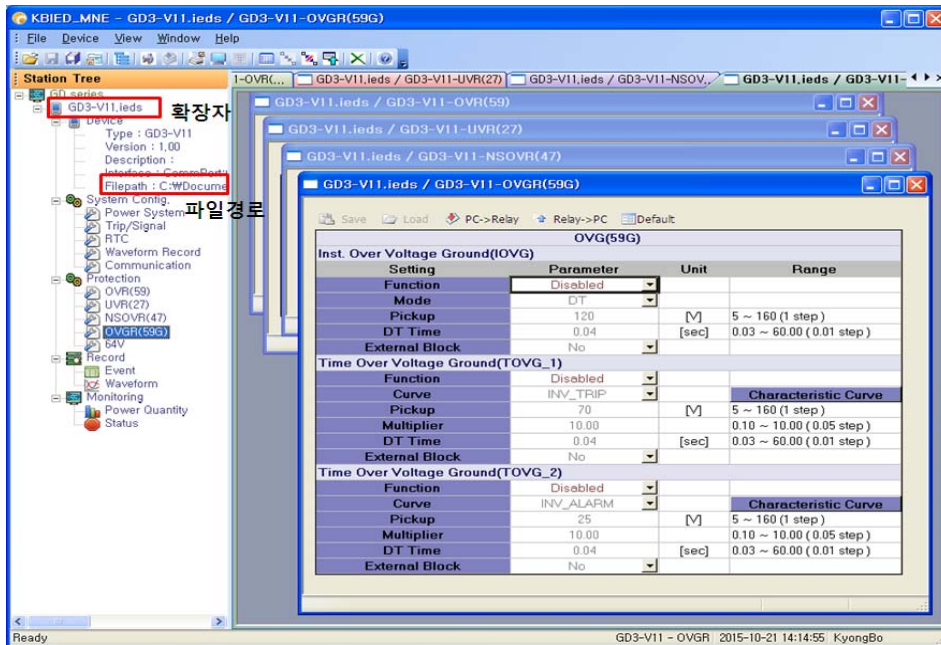 KBIED_MNE - GD3-V11.ieds / GD3-V11-OVGR(59G)
File Device View Window Help
Station Tree
1-OVR(... GD3-V11.ieds / GD3-V11-UVR(27) GD3-V11.ieds / GD3-V11-NSOV... GD3-V11.ieds / GD3-V11-
GD series
GD3-V11.ieds
확장자
Device
Type : GD3-V11
Version : 1.00
Description :
Interface : CommPort:
Filepath : C:₩Docume
파일경로
System Config.
Power System
Trip/Signal
RTC
Waveform Record
Communication
Protection
OVR(59)
UVR(27)
NSOVR(47)
OVGR(59G)
64V
Record
Event
Waveform
Monitoring
Power Quantity
Status
GD3-V11.ieds / GD3-V11-OVR(59)
GD3-V11.ieds / GD3-V11-UVR(27)
GD3-V11.ieds / GD3-V11-NSOVR(47)
GD3-V11.ieds / GD3-V11-OVGR(59G)
Save Load PC->Relay Relay->PC Default
OVG(59G)
Inst. Over Voltage Ground(IOVG)
Setting Parameter Unit Range
Function Disabled
Mode DT
Pickup 120 [V] 5 ~ 160 (1 step )
DT Time 0.04 [sec] 0.03 ~ 60.00 ( 0.01 step )
External Block No
Time Over Voltage Ground(TOVG_1)
Function Disabled
Curve INV_TRIP Characteristic Curve
Pickup 70 [V] 5 ~ 160 (1 step )
Multiplier 10.00 0.10 ~ 10.00 ( 0.05 step )
DT Time 0.04 [sec] 0.03 ~ 60.00 ( 0.01 step )
External Block No
Time Over Voltage Ground(TOVG_2)
Function Disabled
Curve INV_ALARM Characteristic Curve
Pickup 25 [V] 5 ~ 160 (1 step )
Multiplier 10.00 0.10 ~ 10.00 ( 0.05 step )
DT Time 0.04 [sec] 0.03 ~ 60.00 ( 0.01 step )
External Block No
Ready GD3-V11 - OVGR 2015-10-21 14:14:55 KyongBo